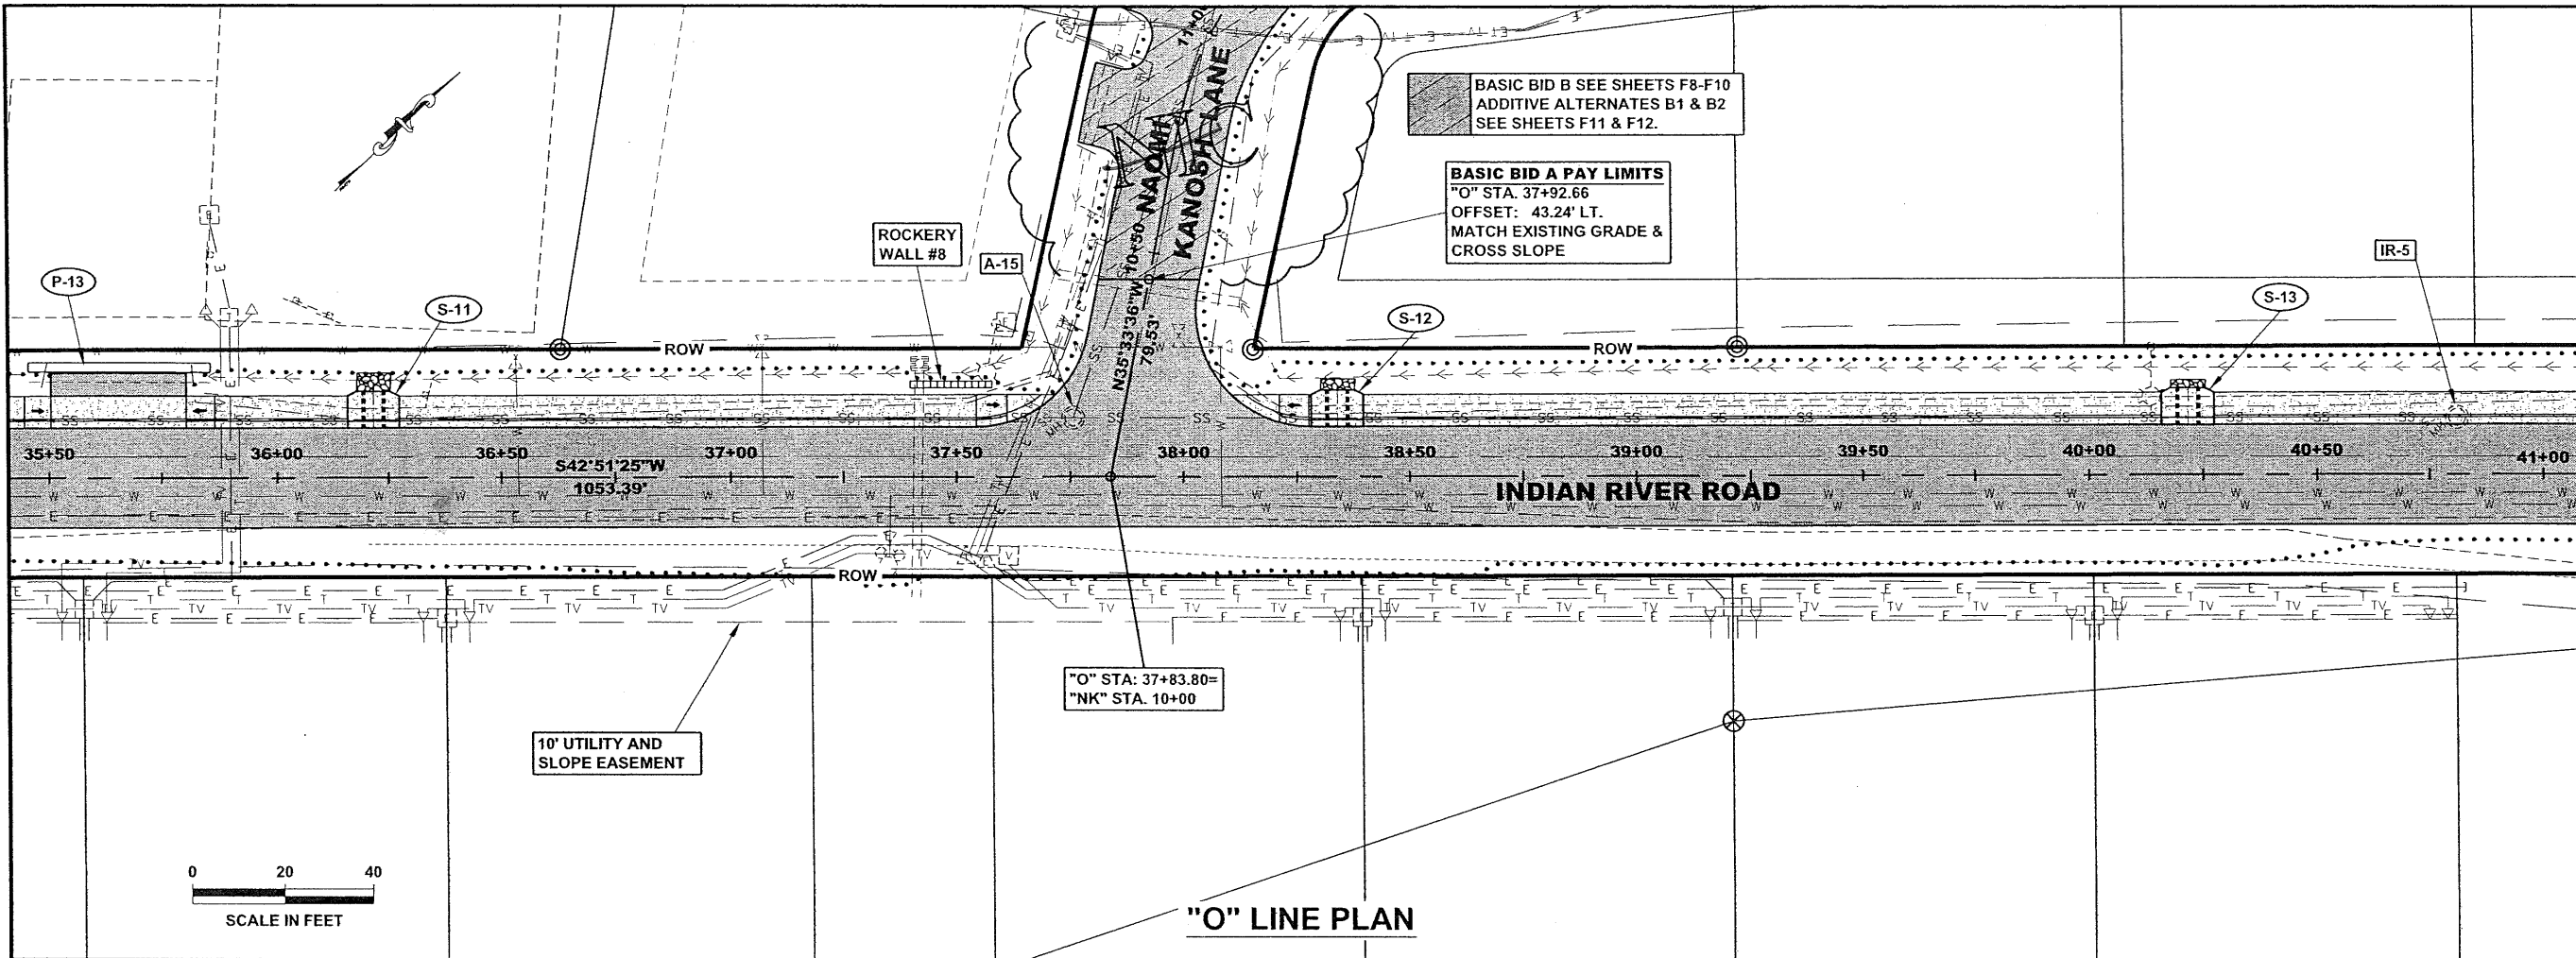 11+00
NAOMI
KANOSH LANE
BASIC BID B SEE SHEETS F8-F10
ADDITIVE ALTERNATES B1 & B2
SEE SHEETS F11 & F12.
BASIC BID A PAY LIMITS
"O" STA. 37+92.66
OFFSET: 43.24' LT.
MATCH EXISTING GRADE &
CROSS SLOPE
ROCKERY
WALL #8
A-15
IR-5
P-13
S-11
S-12
S-13
10+50
N35°33'36"W
79.53'
ROW
ROW
35+50
36+00
36+50
37+00
37+50
38+00
38+50
39+00
39+50
40+00
40+50
41+00
S42°51'25"W
1053.39'
INDIAN RIVER ROAD
ROW
"O" STA: 37+83.80=
"NK" STA. 10+00
10' UTILITY AND
SLOPE EASEMENT
0 20 40
SCALE IN FEET
"O" LINE PLAN